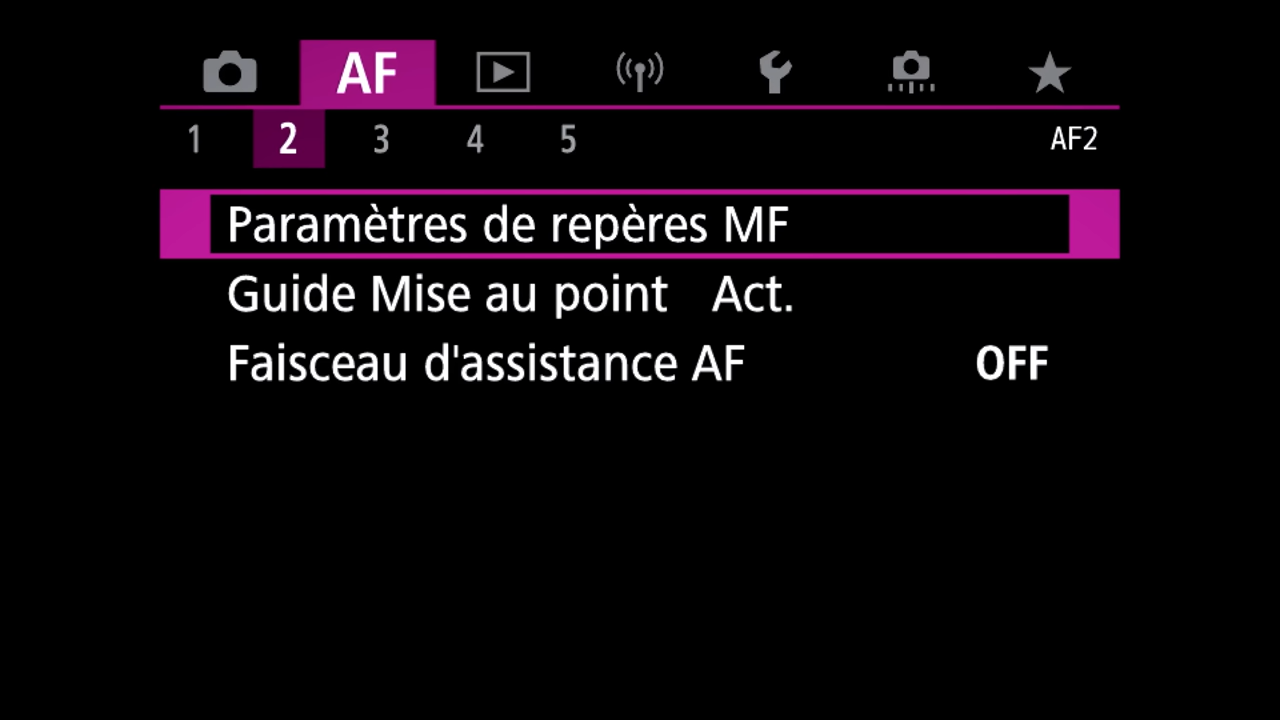 AF
1 2 3 4 5 AF2
Paramètres de repères MF
Guide Mise au point Act.
Faisceau d'assistance AF OFF